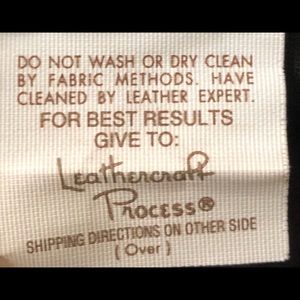 DO NOT WASH OR DRY CLEAN
BY FABRIC METHODS. HAVE
CLEANED BY LEATHER EXPERT.
FOR BEST RESULTS
GIVE TO:
Leathercraft
Process®
SHIPPING DIRECTIONS ON OTHER SIDE
(Over)